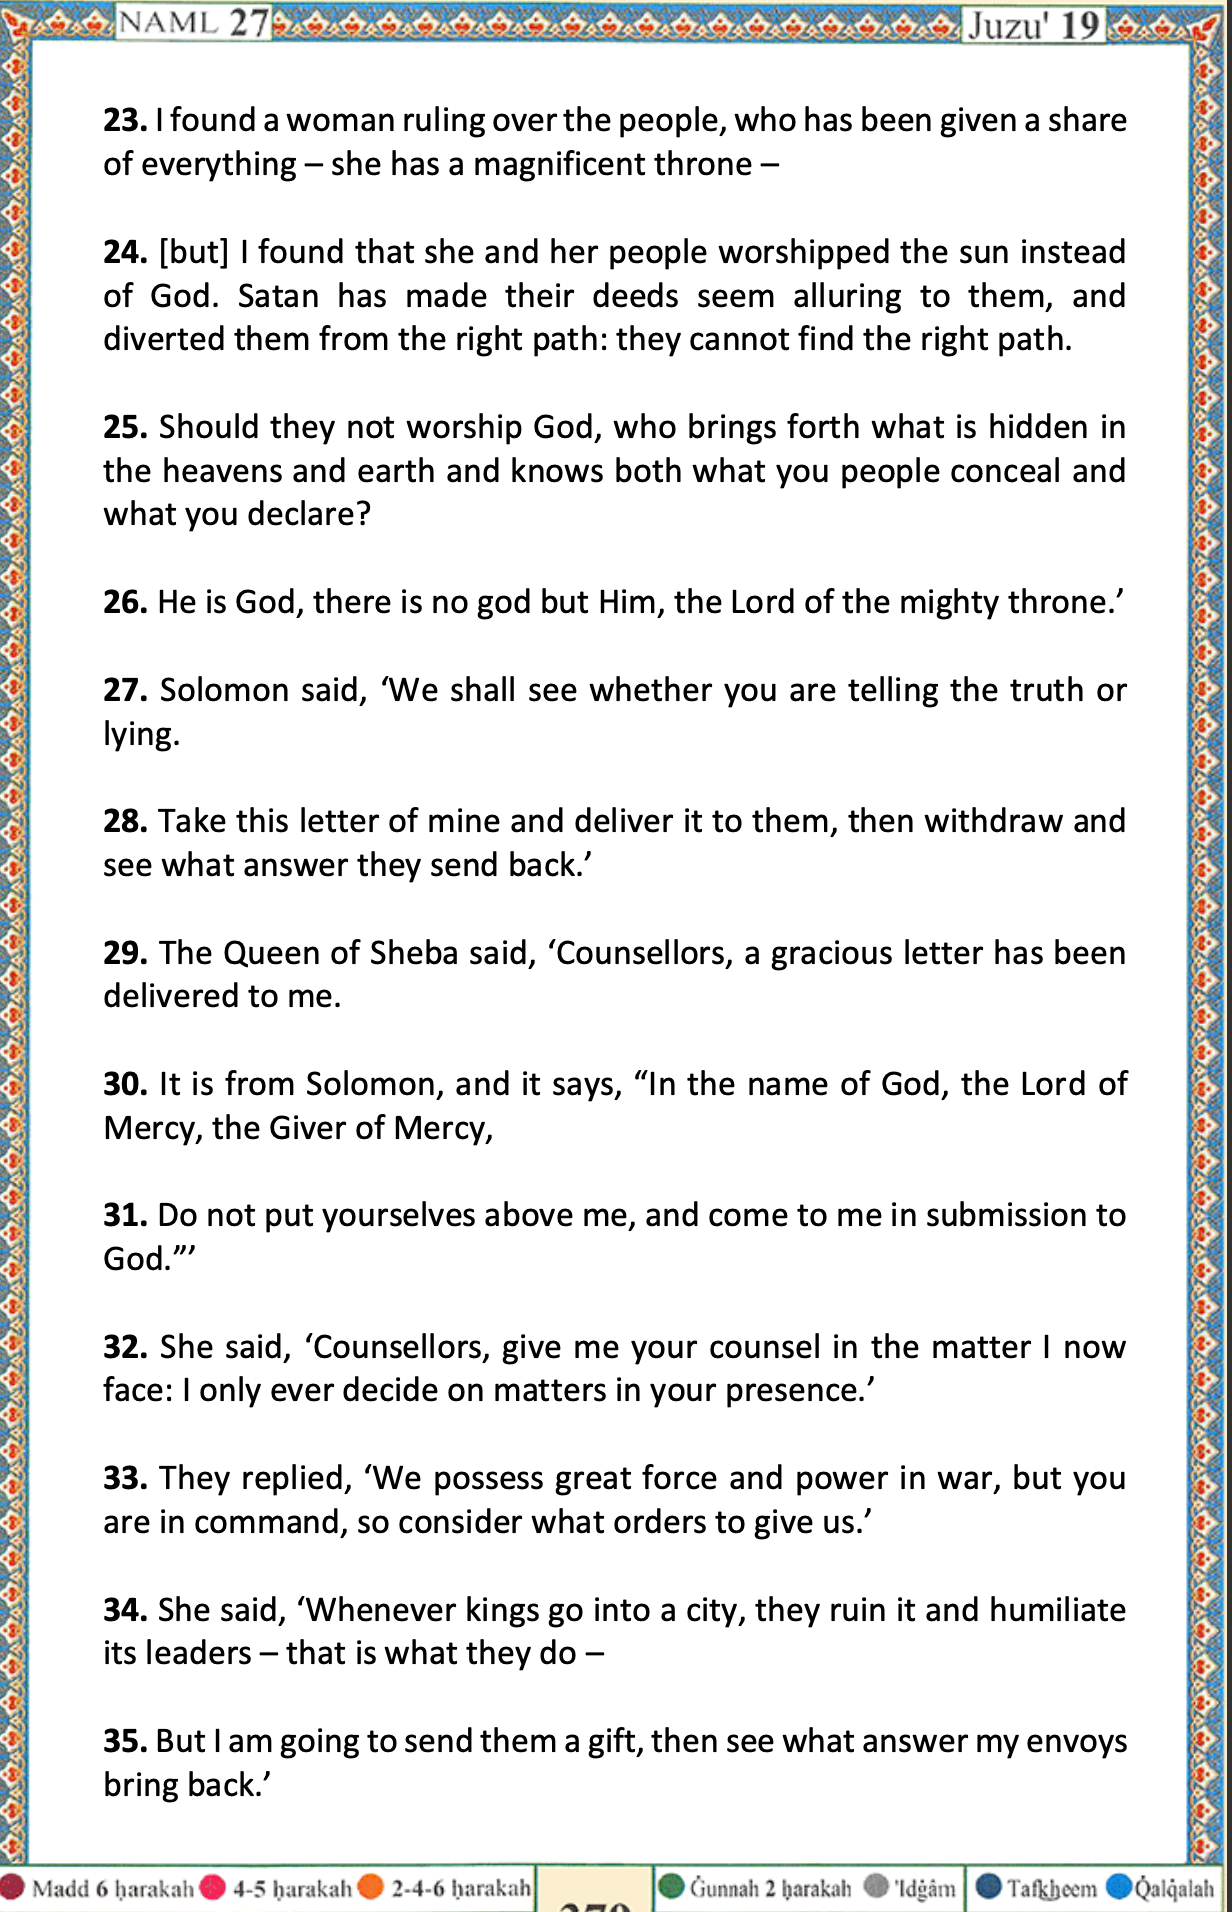 NAML 27
Juzu' 19
23. I found a woman ruling over the people, who has been given a share
of everything – she has a magnificent throne –
24. [but] I found that she and her people worshipped the sun instead
of God. Satan has made their deeds seem alluring to them, and
diverted them from the right path: they cannot find the right path.
25. Should they not worship God, who brings forth what is hidden in
the heavens and earth and knows both what you people conceal and
what you declare?
26. He is God, there is no god but Him, the Lord of the mighty throne.’
27. Solomon said, ‘We shall see whether you are telling the truth or
lying.
28. Take this letter of mine and deliver it to them, then withdraw and
see what answer they send back.’
29. The Queen of Sheba said, ‘Counsellors, a gracious letter has been
delivered to me.
30. It is from Solomon, and it says, “In the name of God, the Lord of
Mercy, the Giver of Mercy,
31. Do not put yourselves above me, and come to me in submission to
God.”’
32. She said, ‘Counsellors, give me your counsel in the matter I now
face: I only ever decide on matters in your presence.’
33. They replied, ‘We possess great force and power in war, but you
are in command, so consider what orders to give us.’
34. She said, ‘Whenever kings go into a city, they ruin it and humiliate
its leaders – that is what they do –
35. But I am going to send them a gift, then see what answer my envoys
bring back.’
Madd 6 ḥarakah 4-5 ḥarakah 2-4-6 ḥarakah
Ġunnah 2 ḥarakah 'Idġâm Tafkheem Qalqalah